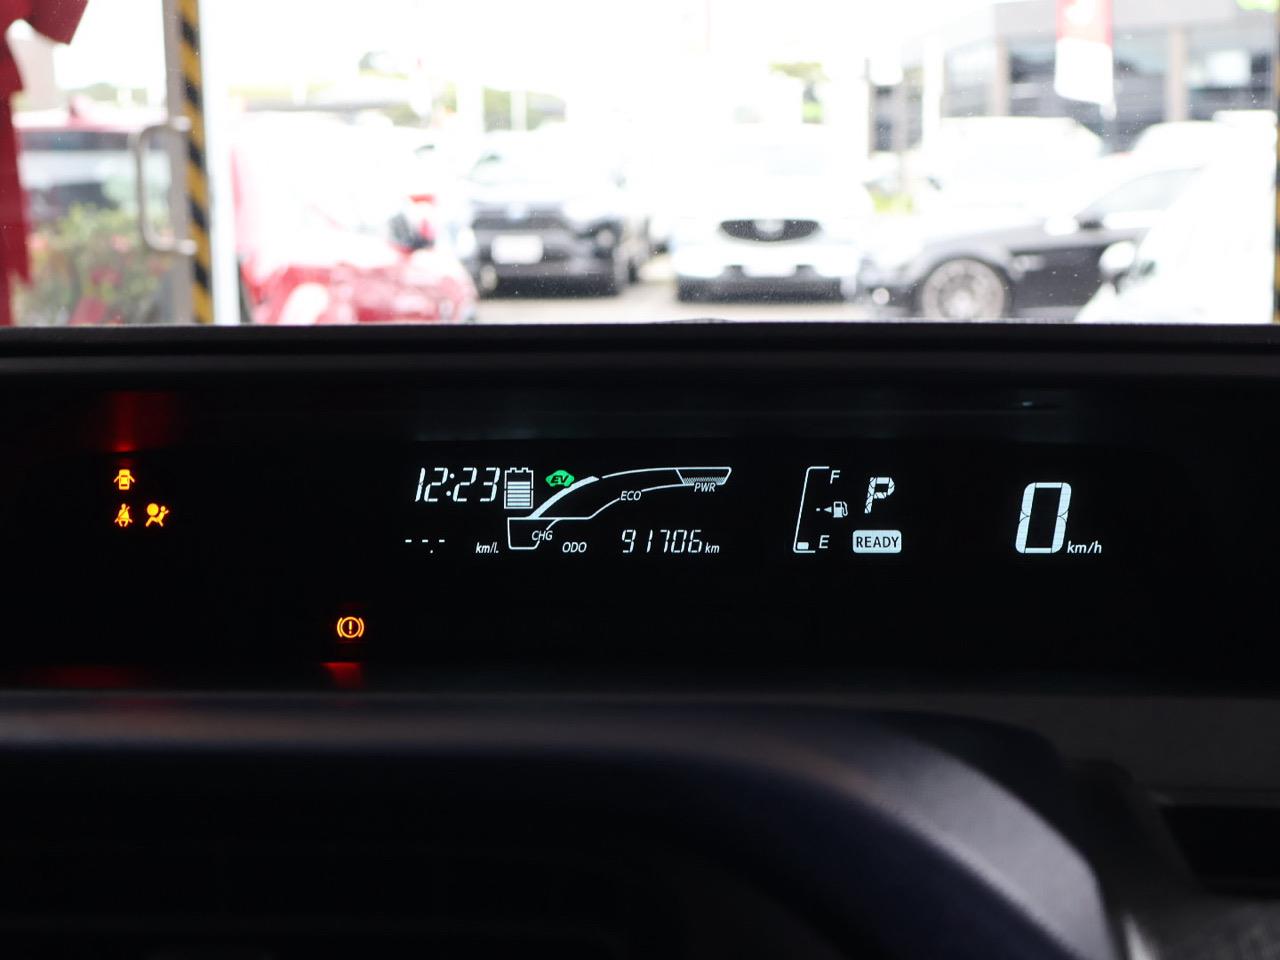 12:23
EV
ECO
PWR
CHG
--.- km/L
ODO 91706 km
F
E
P
READY
0 km/h